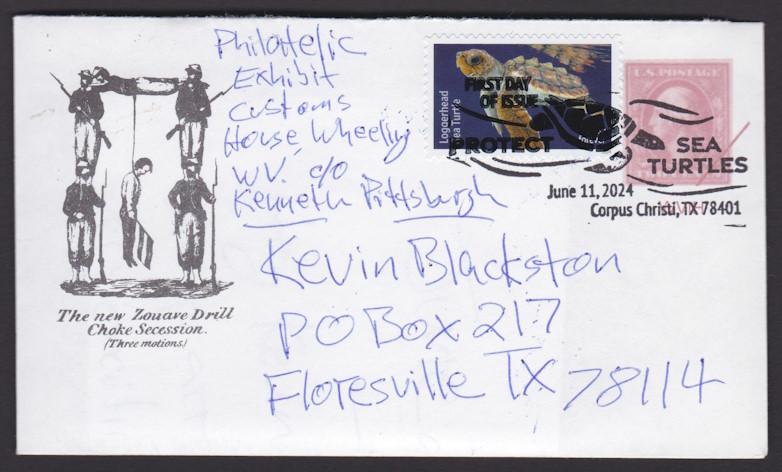 Philatelic
Exhibit
Customs
House, Wheeling
WV. c/o
Kenneth Pittsburgh
Loggerhead
Sea Turtle
FIRST DAY
OF ISSUE
PROTECT
U.S. POSTAGE
SEA
TURTLES
June 11, 2024
Corpus Christi, TX 78401
Kevin Blackston
PO Box 217
Floresville TX 78114
The new Zouave Drill
Choke Secession.
(Three motions.)